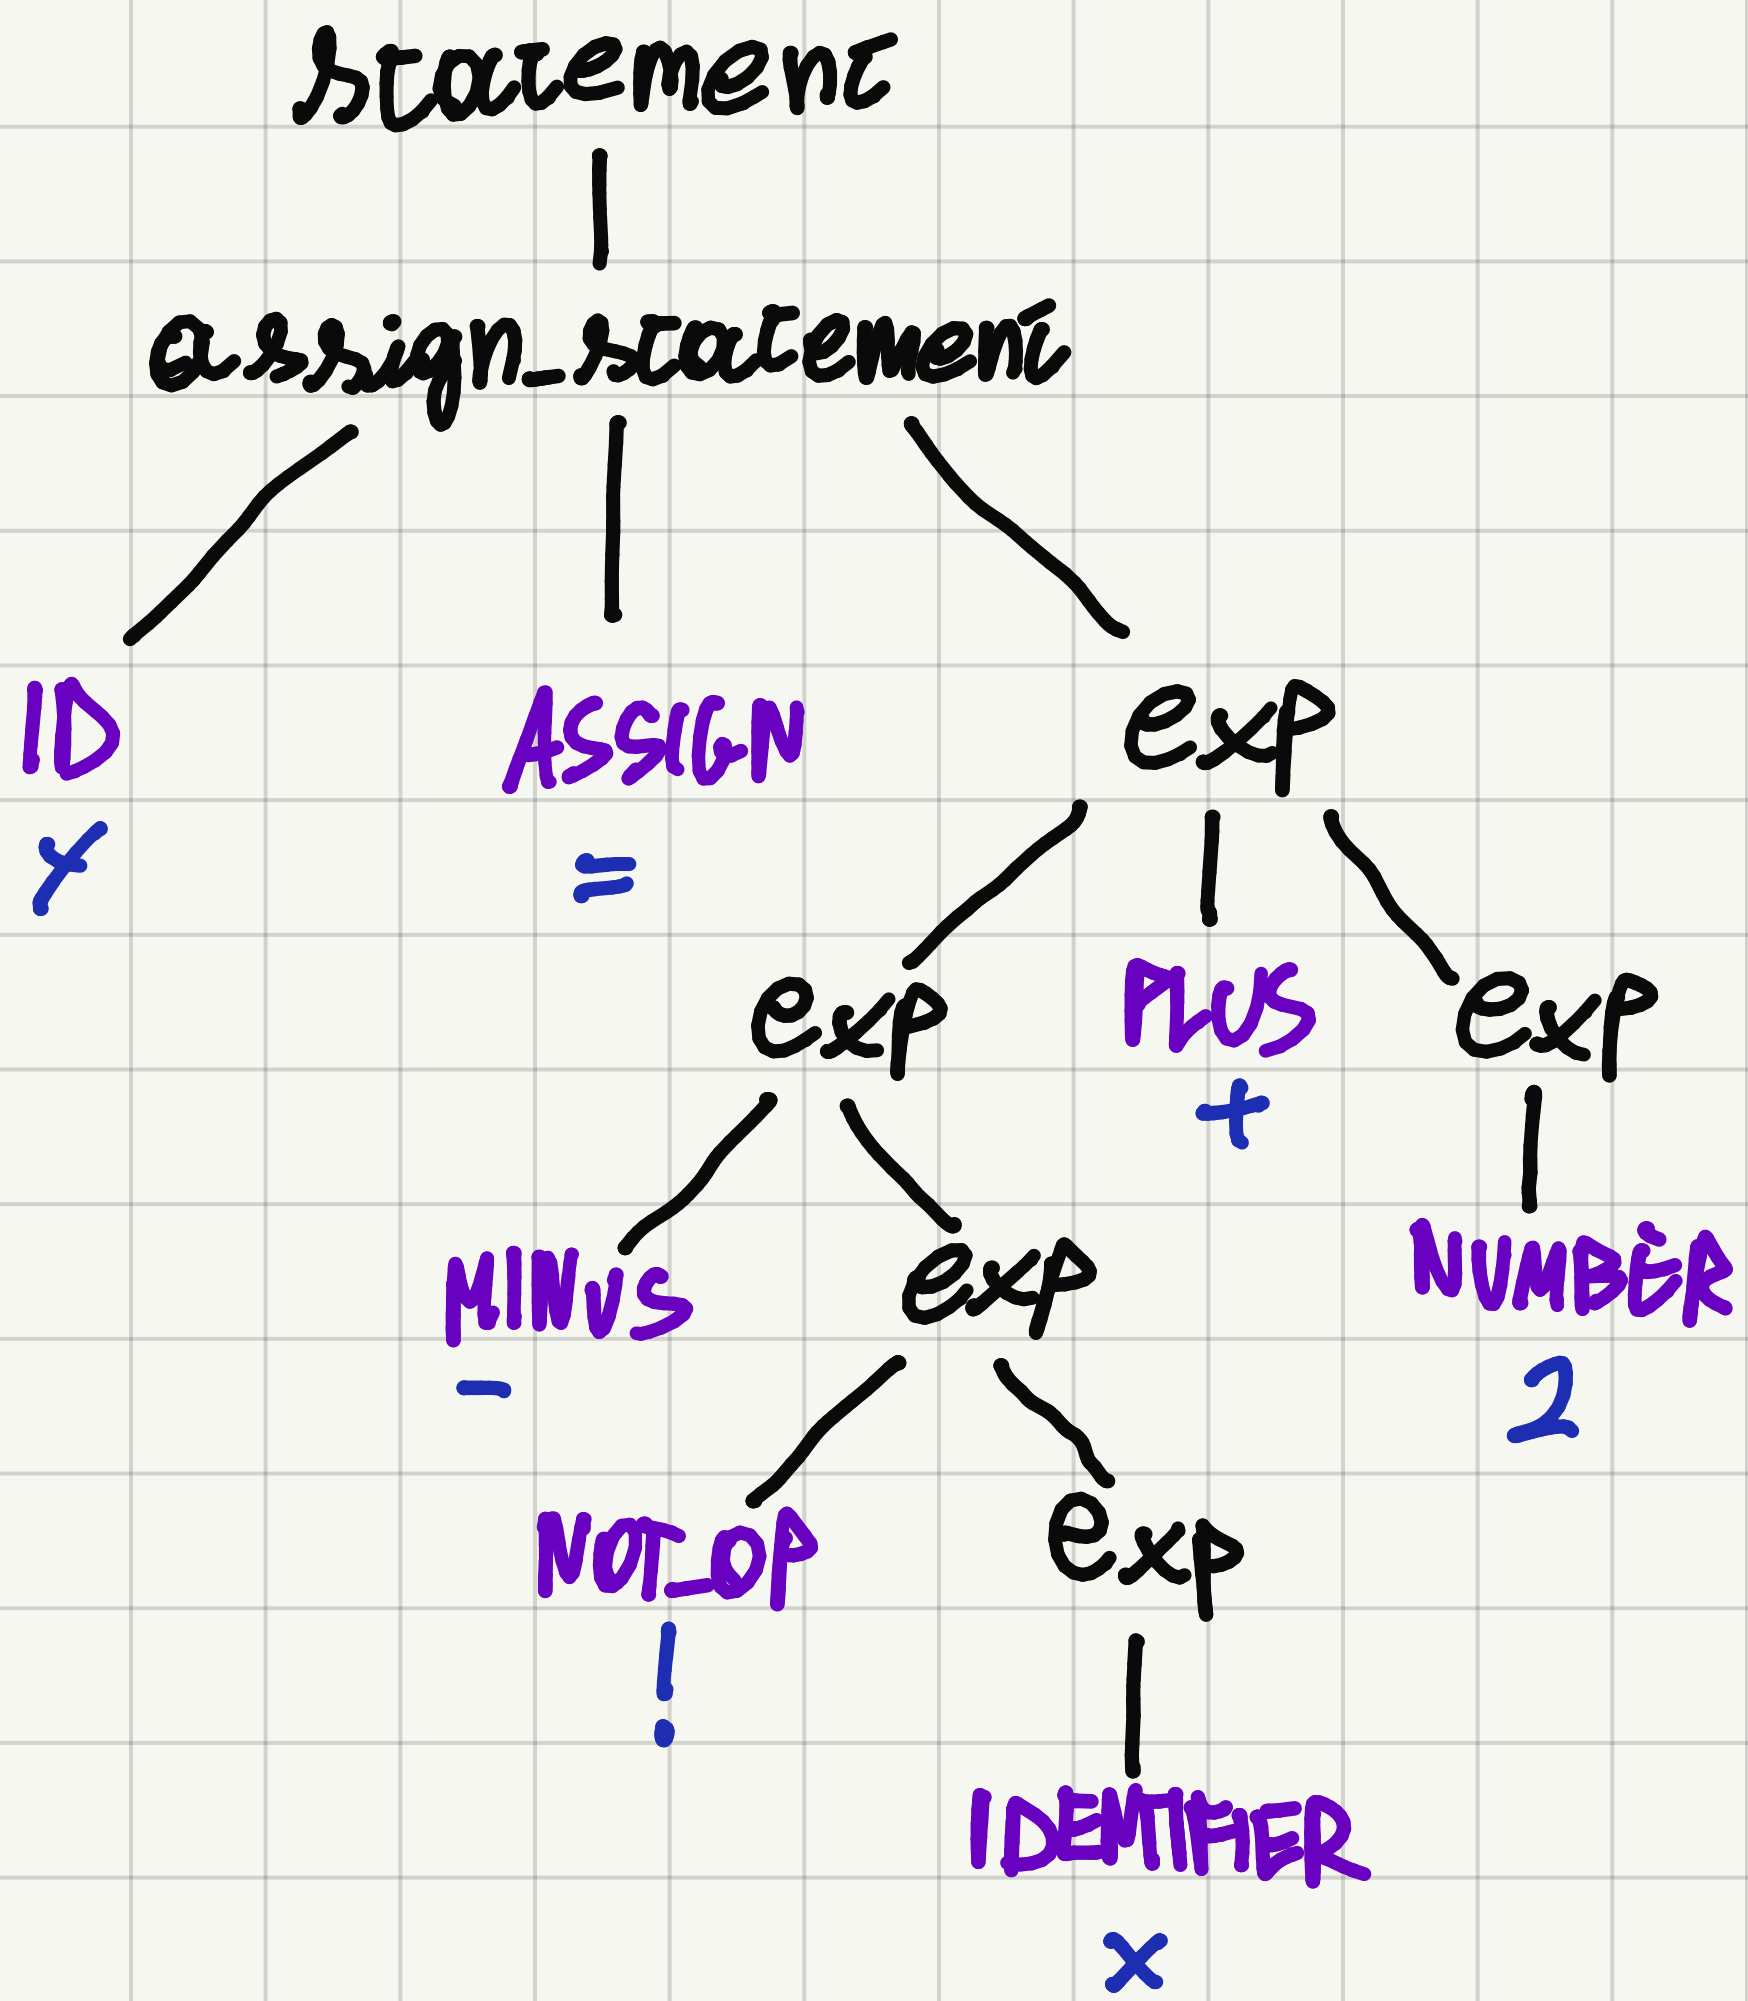 statement
assign_statement
ID ASSIGN exp
y =
exp PLUS exp
+
MINUS exp NUMBER
- 2
NOT_OP exp
!
IDENTIFIER
x